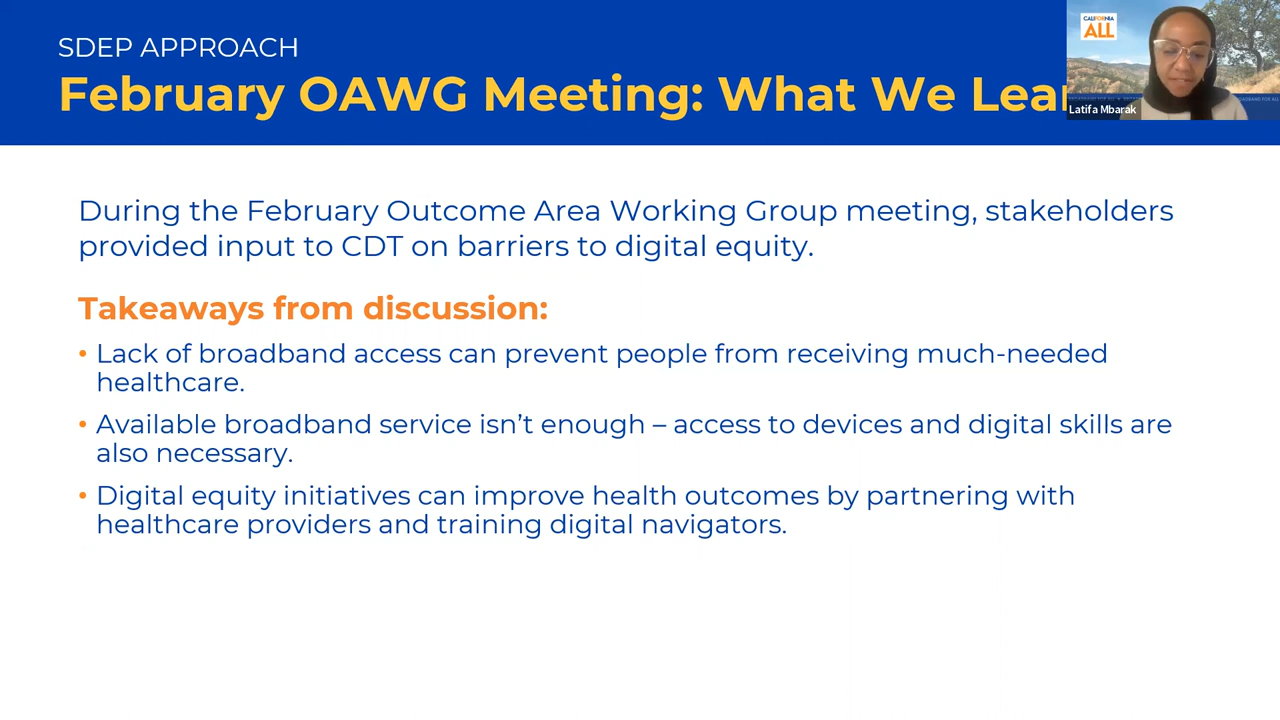 SDEP APPROACH
February OAWG Meeting: What We Lear
CALIFORNIA
ALL
Latifa Mbarak
During the February Outcome Area Working Group meeting, stakeholders
provided input to CDT on barriers to digital equity.
Takeaways from discussion:
• Lack of broadband access can prevent people from receiving much-needed
healthcare.
• Available broadband service isn’t enough – access to devices and digital skills are
also necessary.
• Digital equity initiatives can improve health outcomes by partnering with
healthcare providers and training digital navigators.